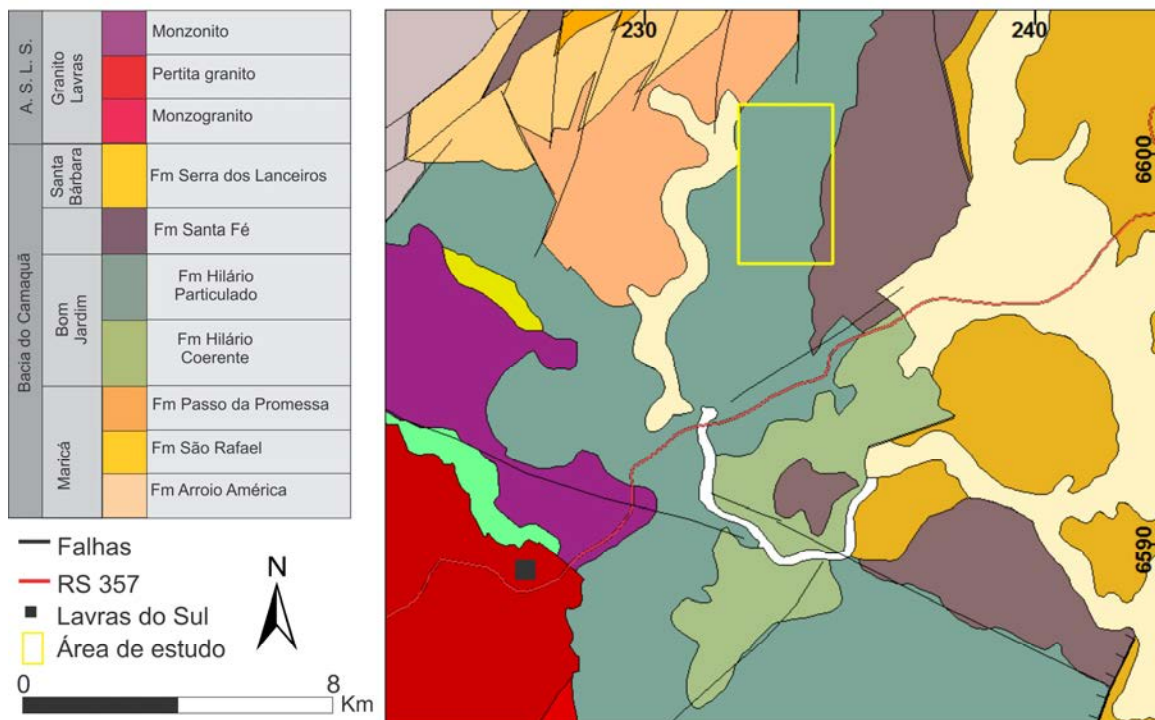 A. S. L. S.
Granito
Lavras
Monzonito
Pertita granito
Monzogranito
Bacia do Camaquã
Santa
Bárbara
Fm Serra dos Lanceiros
Bom
Jardim
Fm Santa Fé
Fm Hilário
Particulado
Fm Hilário
Coerente
Maricá
Fm Passo da Promessa
Fm São Rafael
Fm Arroio América
Falhas
RS 357
Lavras do Sul
Área de estudo
N
0
8
Km
230
240
6600
6590